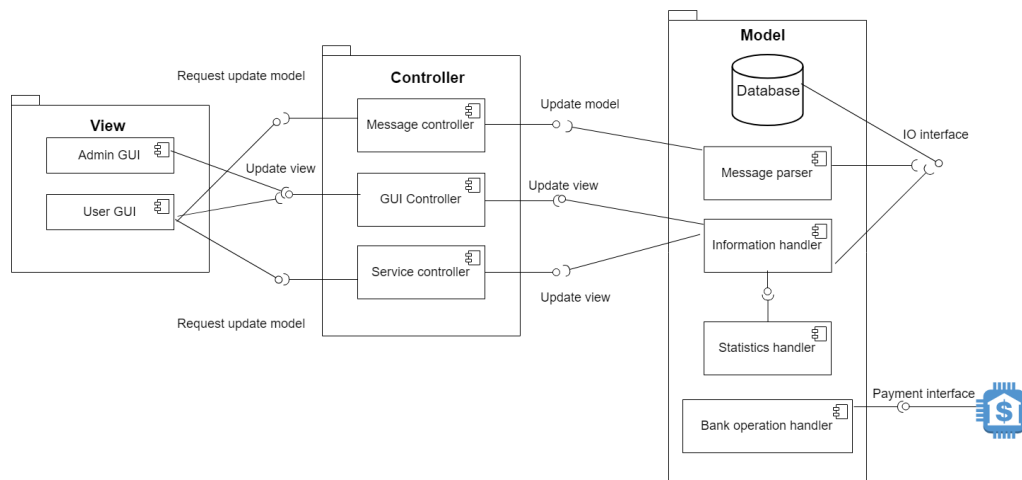 Model
Database
Controller
Request update model
Message controller
Update model
View
Admin GUI
IO interface
Update view
Message parser
User GUI
GUI Controller
Update view
Information handler
Service controller
Update view
Request update model
Statistics handler
Payment interface
Bank operation handler
$